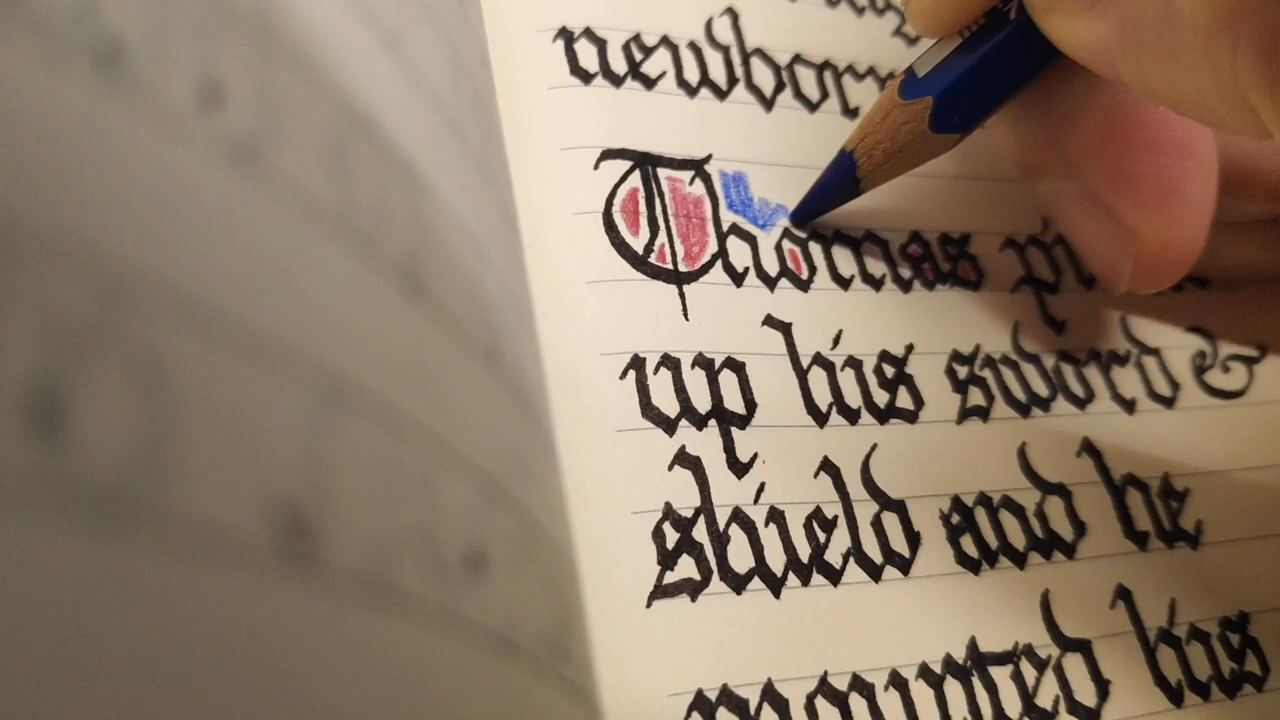 newborn
Thomas
up his sword &
shield and he
mounted his